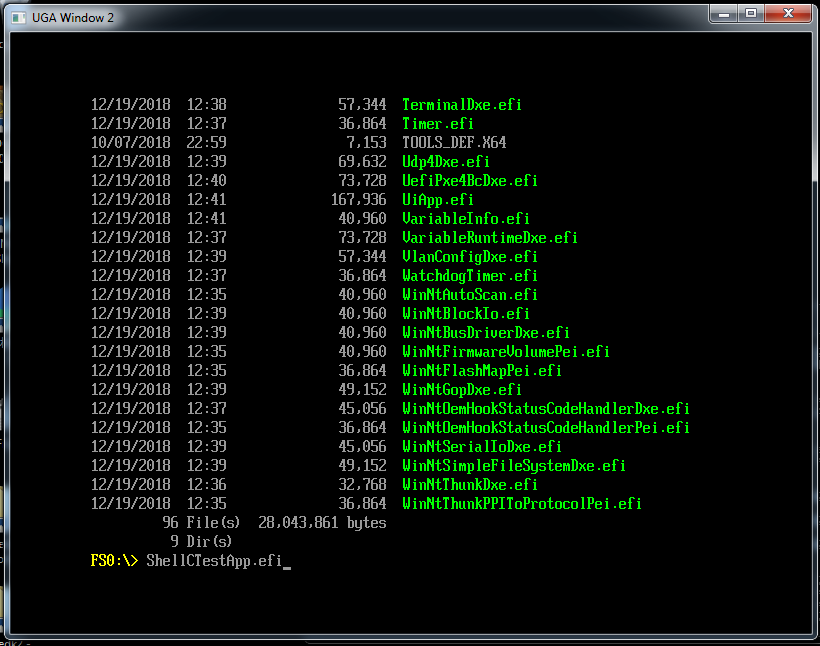 UGA Window 2
12/19/2018 12:38 57,344 TerminalDxe.efi
12/19/2018 12:37 36,864 Timer.efi
10/07/2018 22:59 7,153 TOOLS_DEF.X64
12/19/2018 12:39 69,632 Udp4Dxe.efi
12/19/2018 12:40 73,728 UefiPxe4BcDxe.efi
12/19/2018 12:41 167,936 UiApp.efi
12/19/2018 12:41 40,960 VariableInfo.efi
12/19/2018 12:37 73,728 VariableRuntimeDxe.efi
12/19/2018 12:39 57,344 VlanConfigDxe.efi
12/19/2018 12:37 36,864 WatchdogTimer.efi
12/19/2018 12:35 40,960 WinNtAutoScan.efi
12/19/2018 12:39 40,960 WinNtBlockIo.efi
12/19/2018 12:39 40,960 WinNtBusDriverDxe.efi
12/19/2018 12:35 40,960 WinNtFirmwareVolumePei.efi
12/19/2018 12:35 36,864 WinNtFlashMapPei.efi
12/19/2018 12:39 49,152 WinNtGopDxe.efi
12/19/2018 12:37 45,056 WinNtOemHookStatusCodeHandlerDxe.efi
12/19/2018 12:35 36,864 WinNtOemHookStatusCodeHandlerPei.efi
12/19/2018 12:39 45,056 WinNtSerialIoDxe.efi
12/19/2018 12:39 49,152 WinNtSimpleFileSystemDxe.efi
12/19/2018 12:36 32,768 WinNtThunkDxe.efi
12/19/2018 12:35 36,864 WinNtThunkPPIToProtocolPei.efi
96 File(s) 28,043,861 bytes
9 Dir(s)
FS0:\> ShellCTestApp.efi_